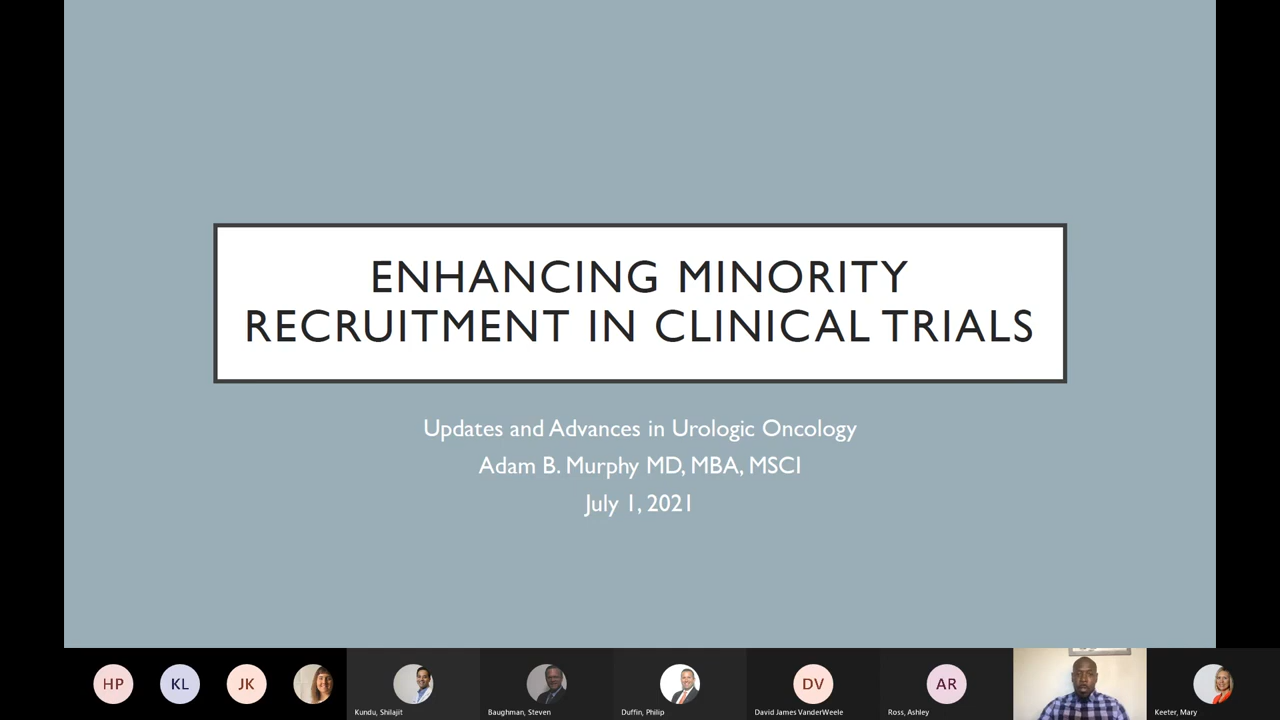 ENHANCING MINORITY
RECRUITMENT IN CLINICAL TRIALS
Updates and Advances in Urologic Oncology
Adam B. Murphy MD, MBA, MSCI
July 1, 2021
HP
KL
JK
Kundu, Shilajit
Baughman, Steven
Duffin, Philip
DV
David James VanderWeele
AR
Ross, Ashley
Keeter, Mary